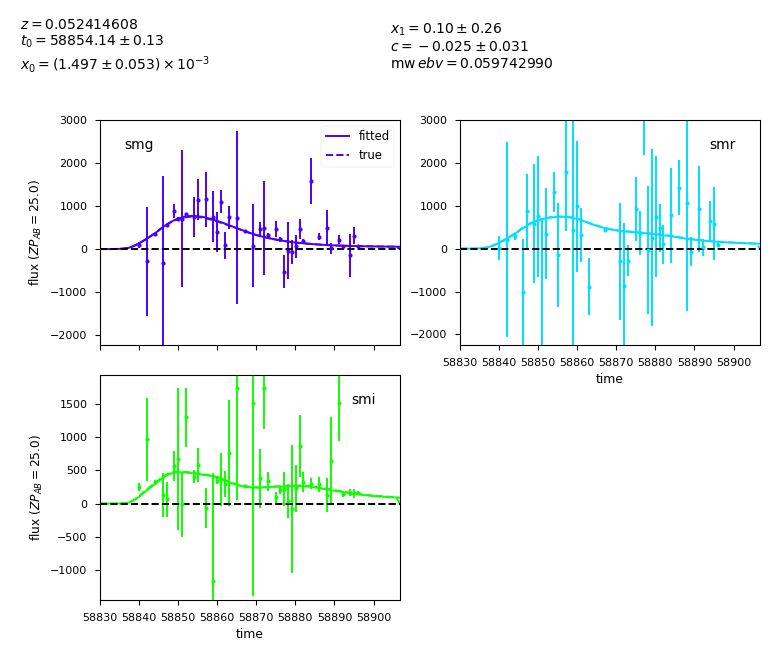 z = 0.052414608
t₀ = 58854.14 ± 0.13
x₀ = (1.497 ± 0.053) × 10⁻³
x₁ = 0.10 ± 0.26
c = −0.025 ± 0.031
mw ebv = 0.059742990
smg
fitted
true
3000
2000
1000
0
−1000
−2000
flux (ZP_AB = 25.0)
smr
3000
2000
1000
0
−1000
−2000
58830 58840 58850 58860 58870 58880 58890 58900
time
smi
1500
1000
500
0
−500
−1000
flux (ZP_AB = 25.0)
58830 58840 58850 58860 58870 58880 58890 58900
time